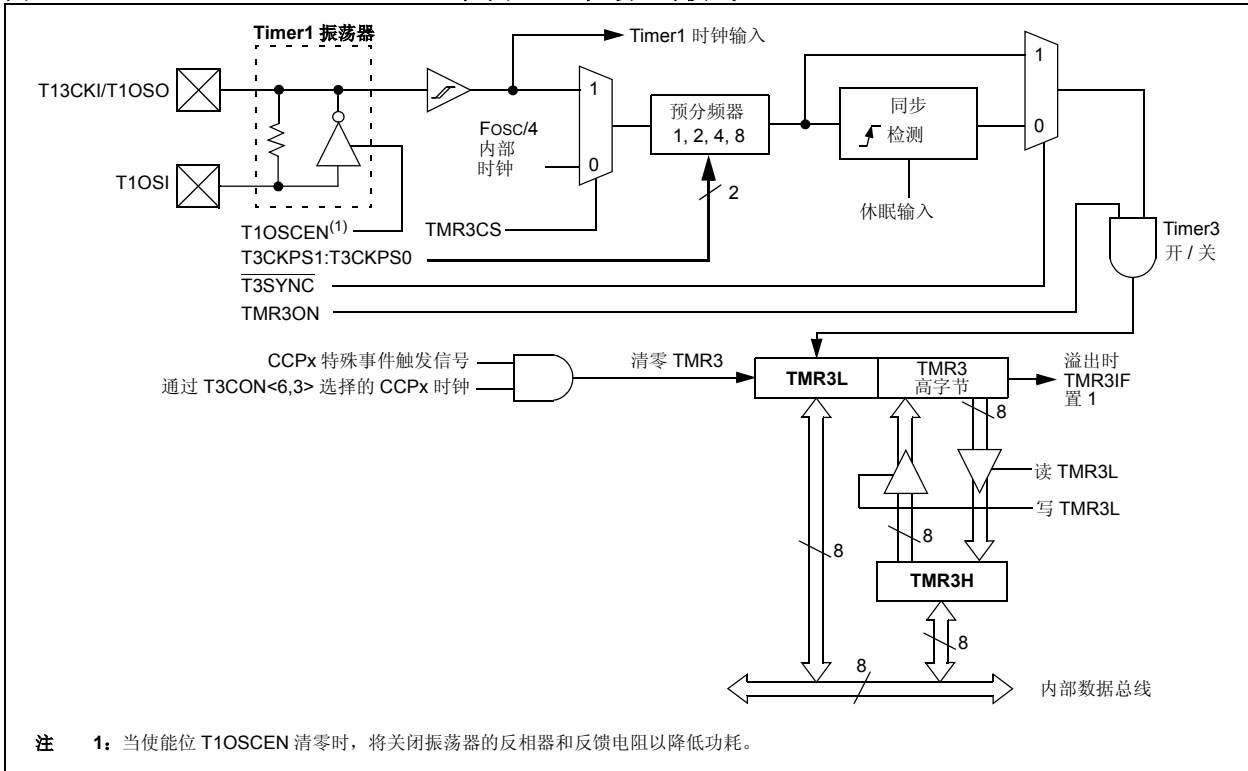 Timer1 振荡器
Timer1 时钟输入
T13CKI/T1OSO
1
FOSC/4
内部
时钟
0
预分频器
1, 2, 4, 8
同步
检测
1
0
T1OSI
2
休眠输入
T1OSCEN(1)
TMR3CS
Timer3
开 / 关
T3CKPS1:T3CKPS0
T3SYNC
TMR3ON
CCPx 特殊事件触发信号
通过 T3CON<6,3> 选择的 CCPx 时钟
清零 TMR3
TMR3L
TMR3
高字节
溢出时
TMR3IF
置 1
8
读 TMR3L
写 TMR3L
8
8
TMR3H
8
8
内部数据总线
注 1: 当使能位 T1OSCEN 清零时，将关闭振荡器的反相器和反馈电阻以降低功耗。